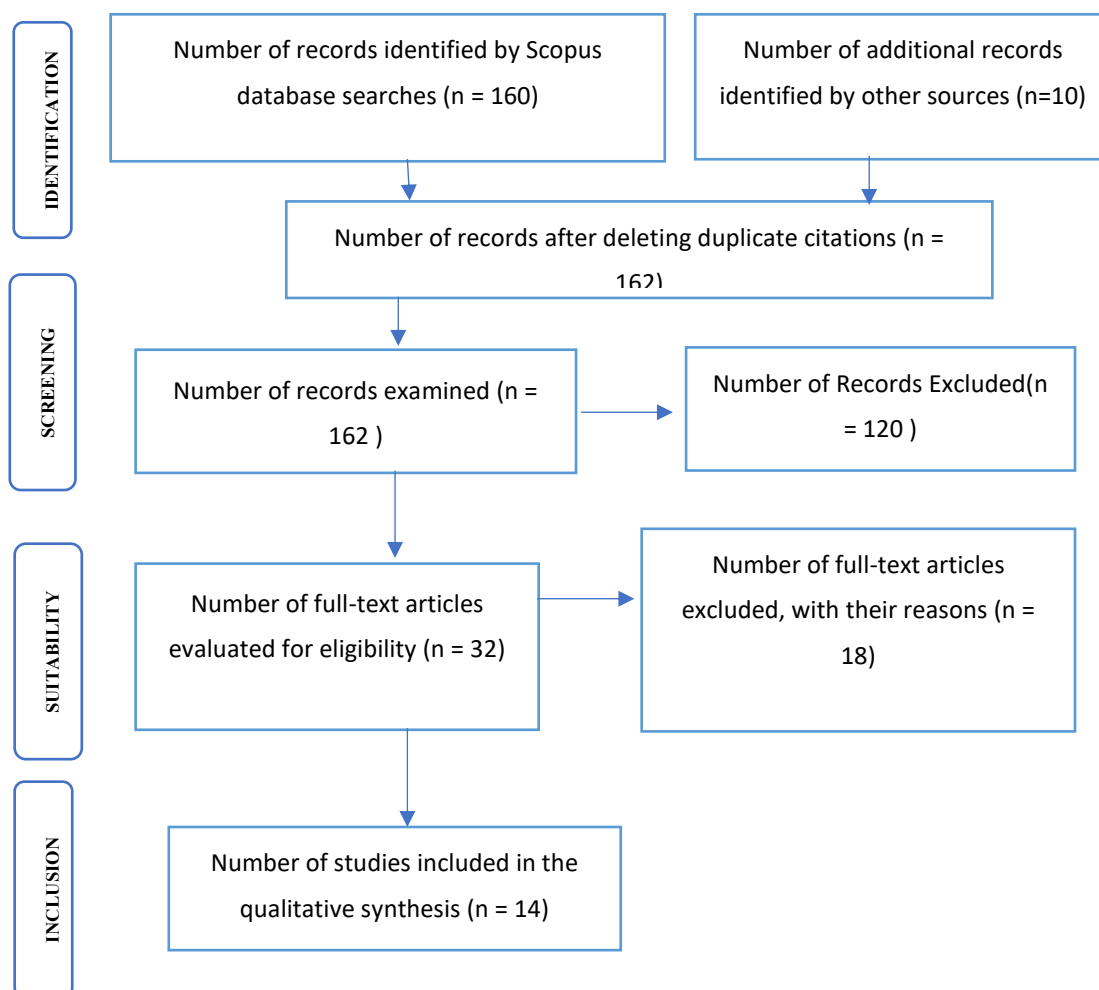 IDENTIFICATION
Number of records identified by Scopus
database searches (n = 160)
Number of additional records
identified by other sources (n=10)
Number of records after deleting duplicate citations (n =
162)
SCREENING
Number of records examined (n =
162 )
Number of Records Excluded(n
= 120 )
SUITABILITY
Number of full-text articles
evaluated for eligibility (n = 32)
Number of full-text articles
excluded, with their reasons (n =
18)
INCLUSION
Number of studies included in the
qualitative synthesis (n = 14)